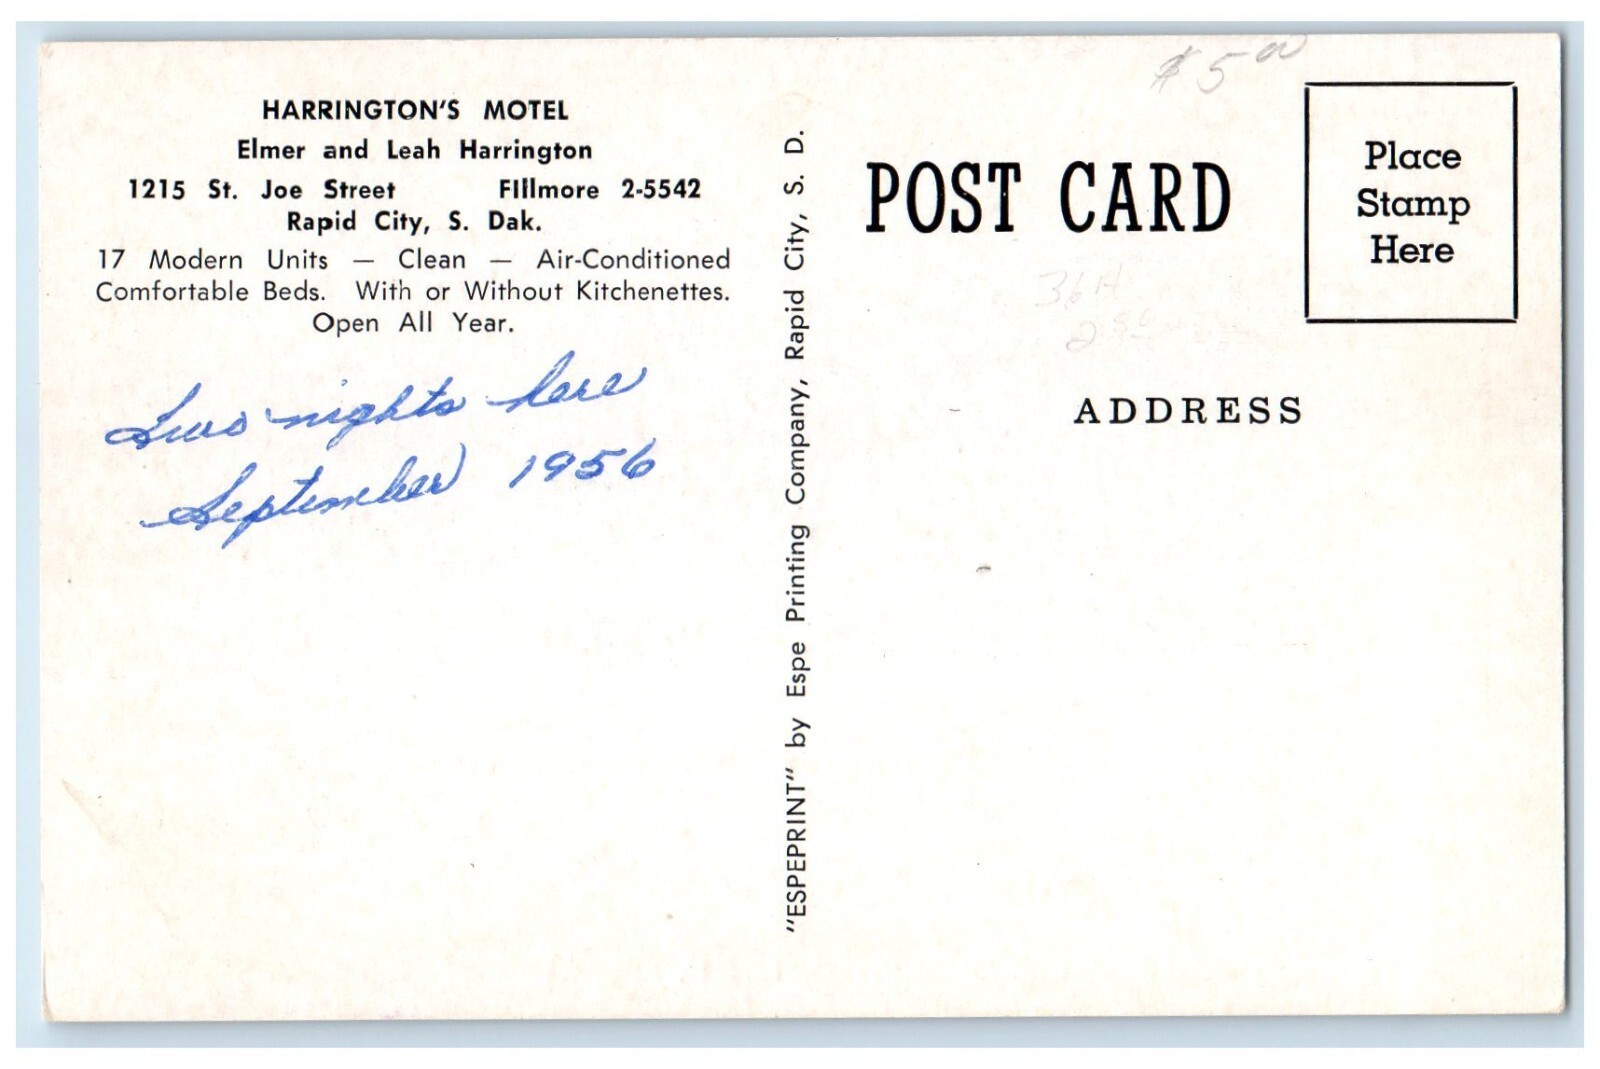 HARRINGTON'S MOTEL
Elmer and Leah Harrington
1215 St. Joe Street FIllmore 2-5542
Rapid City, S. Dak.
17 Modern Units — Clean — Air-Conditioned
Comfortable Beds. With or Without Kitchenettes.
Open All Year.
Two nights here
September 1956
"ESPEPRINT" by Espe Printing Company, Rapid City, S. D.
$5 00
POST CARD
Place
Stamp
Here
ADDRESS